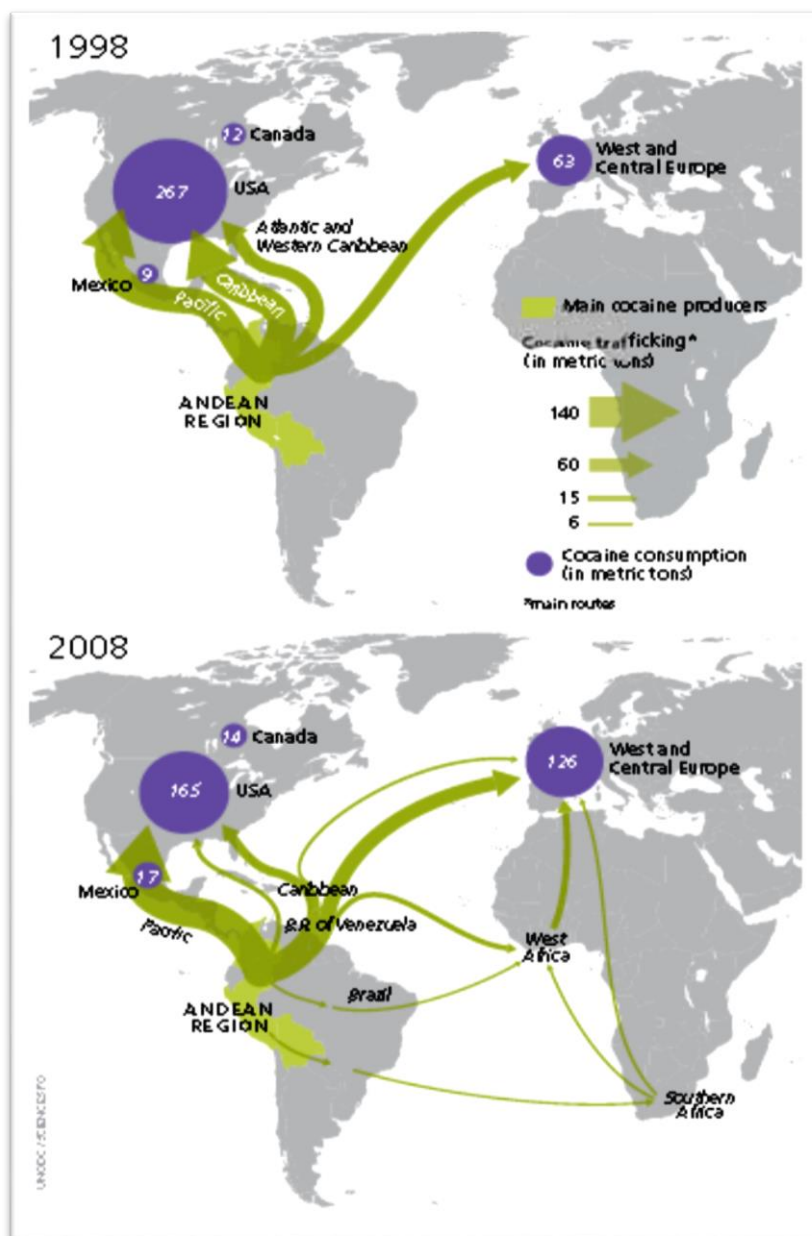 1998
12 Canada
267
USA
63
West and
Central Europe
Atlantic and
Western Caribbean
Mexico
9
Caribbean
Pacific
Main cocaine producers
Cocaine trafficking*
(in metric tons)
ANDEAN
REGION
140
60
15
6
Cocaine consumption
(in metric tons)
*main routes
2008
14 Canada
165
USA
126
West and
Central Europe
Mexico
17
Caribbean
Pacific
B.R of Venezuela
West
Africa
Brazil
ANDEAN
REGION
Southern
Africa
UNODC / SCIENCES PO